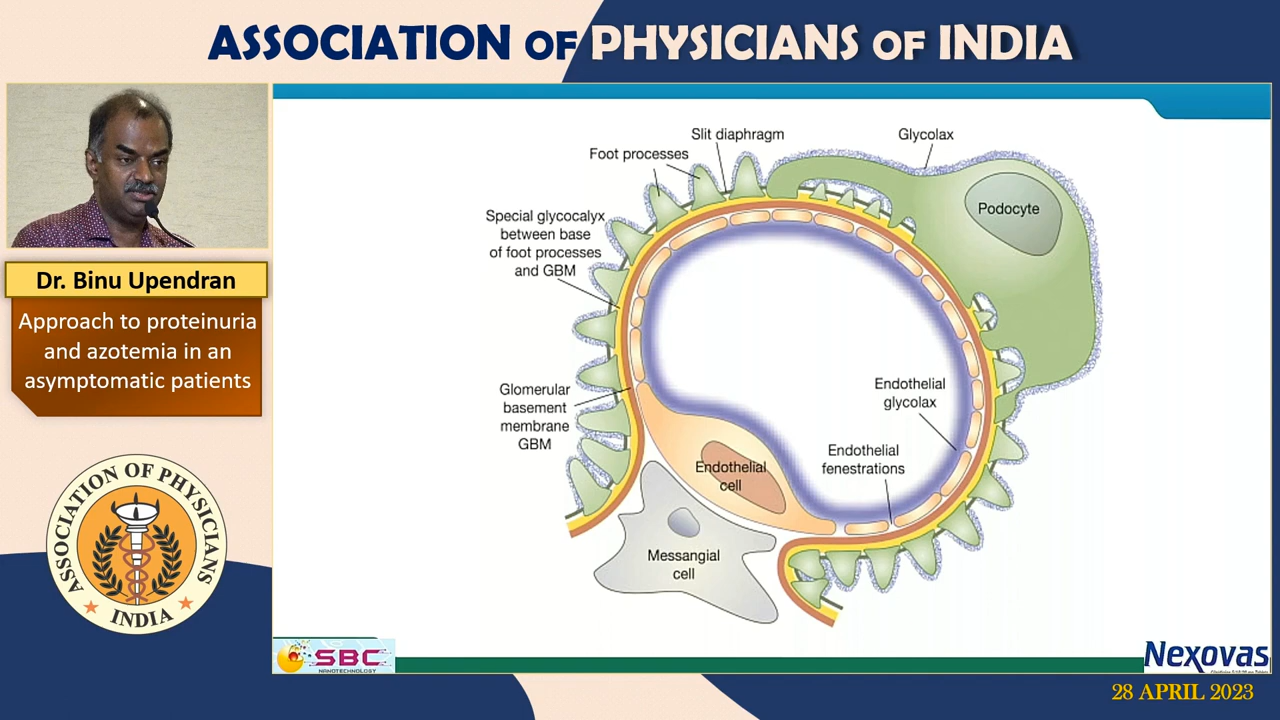 ASSOCIATION OF PHYSICIANS OF INDIA
Dr. Binu Upendran
Approach to proteinuria
and azotemia in an
asymptomatic patients
ASSOCIATION OF PHYSICIANS
INDIA
Slit diaphragm
Glycolax
Foot processes
Podocyte
Special glycocalyx
between base
of foot processes
and GBM
Glomerular
basement
membrane
GBM
Endothelial
glycolax
Endothelial
fenestrations
Endothelial
cell
Messangial
cell
SBC
NANOTECHNOLOGY
Nexovas
28 APRIL 2023